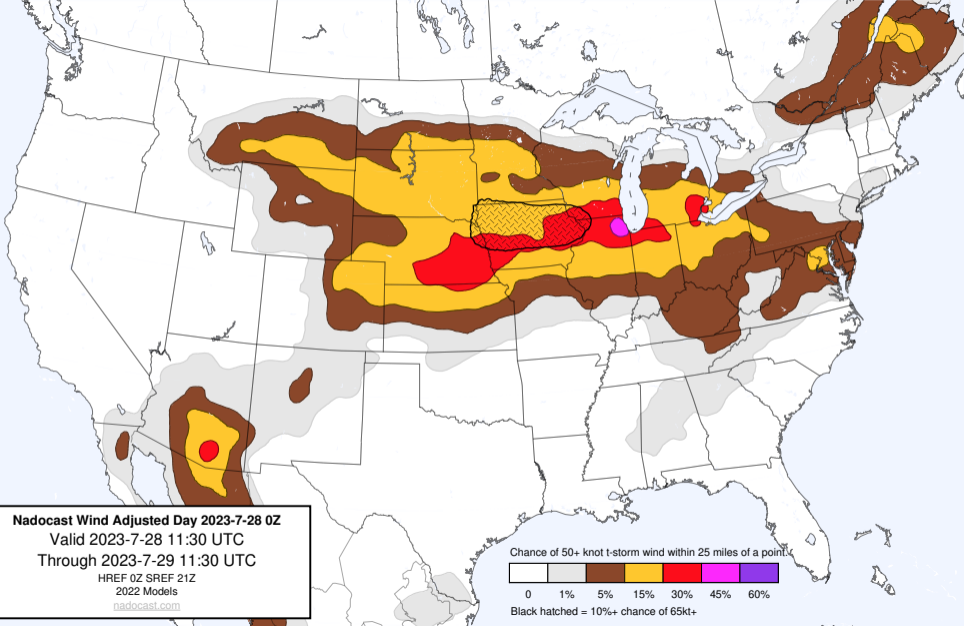 Nadocast Wind Adjusted Day 2023-7-28 0Z
Valid 2023-7-28 11:30 UTC
Through 2023-7-29 11:30 UTC
HREF 0Z SREF 21Z
2022 Models
nadocast.com
Chance of 50+ knot t-storm wind within 25 miles of a point.
0 1% 5% 15% 30% 45% 60%
Black hatched = 10%+ chance of 65kt+